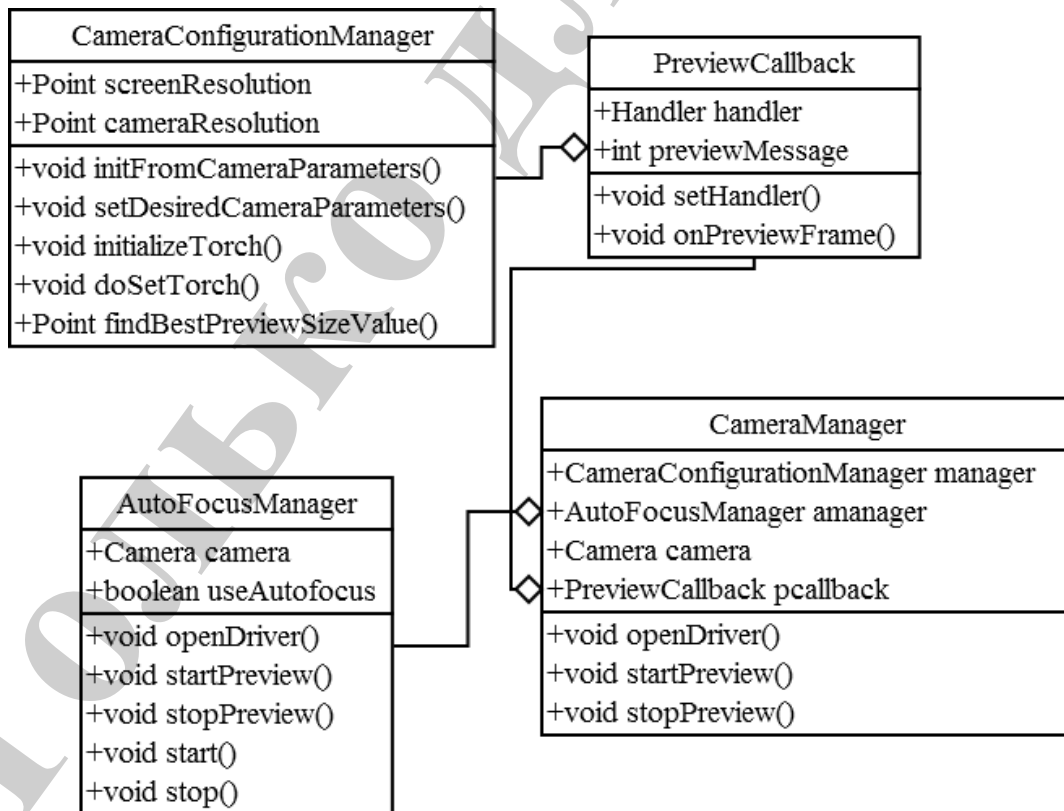 CameraConfigurationManager
+Point screenResolution
+Point cameraResolution
+void initFromCameraParameters()
+void setDesiredCameraParameters()
+void initializeTorch()
+void doSetTorch()
+Point findBestPreviewSizeValue()
PreviewCallback
+Handler handler
+int previewMessage
+void setHandler()
+void onPreviewFrame()
CameraManager
+CameraConfigurationManager manager
+AutoFocusManager amanager
+Camera camera
+PreviewCallback pcallback
+void openDriver()
+void startPreview()
+void stopPreview()
AutoFocusManager
+Camera camera
+boolean useAutofocus
+void openDriver()
+void startPreview()
+void stopPreview()
+void start()
+void stop()
только для